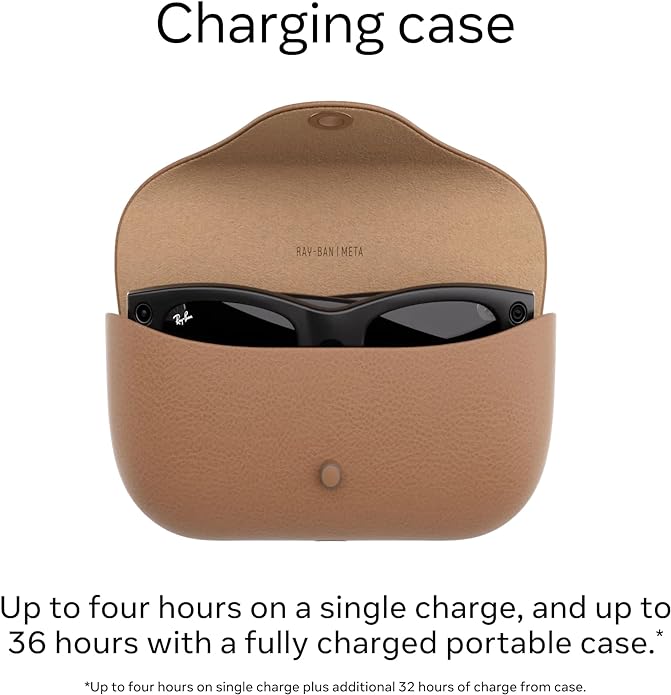 Charging case
RAY-BAN | META
Ray-Ban
Up to four hours on a single charge, and up to
36 hours with a fully charged portable case.*
*Up to four hours on single charge plus additional 32 hours of charge from case.